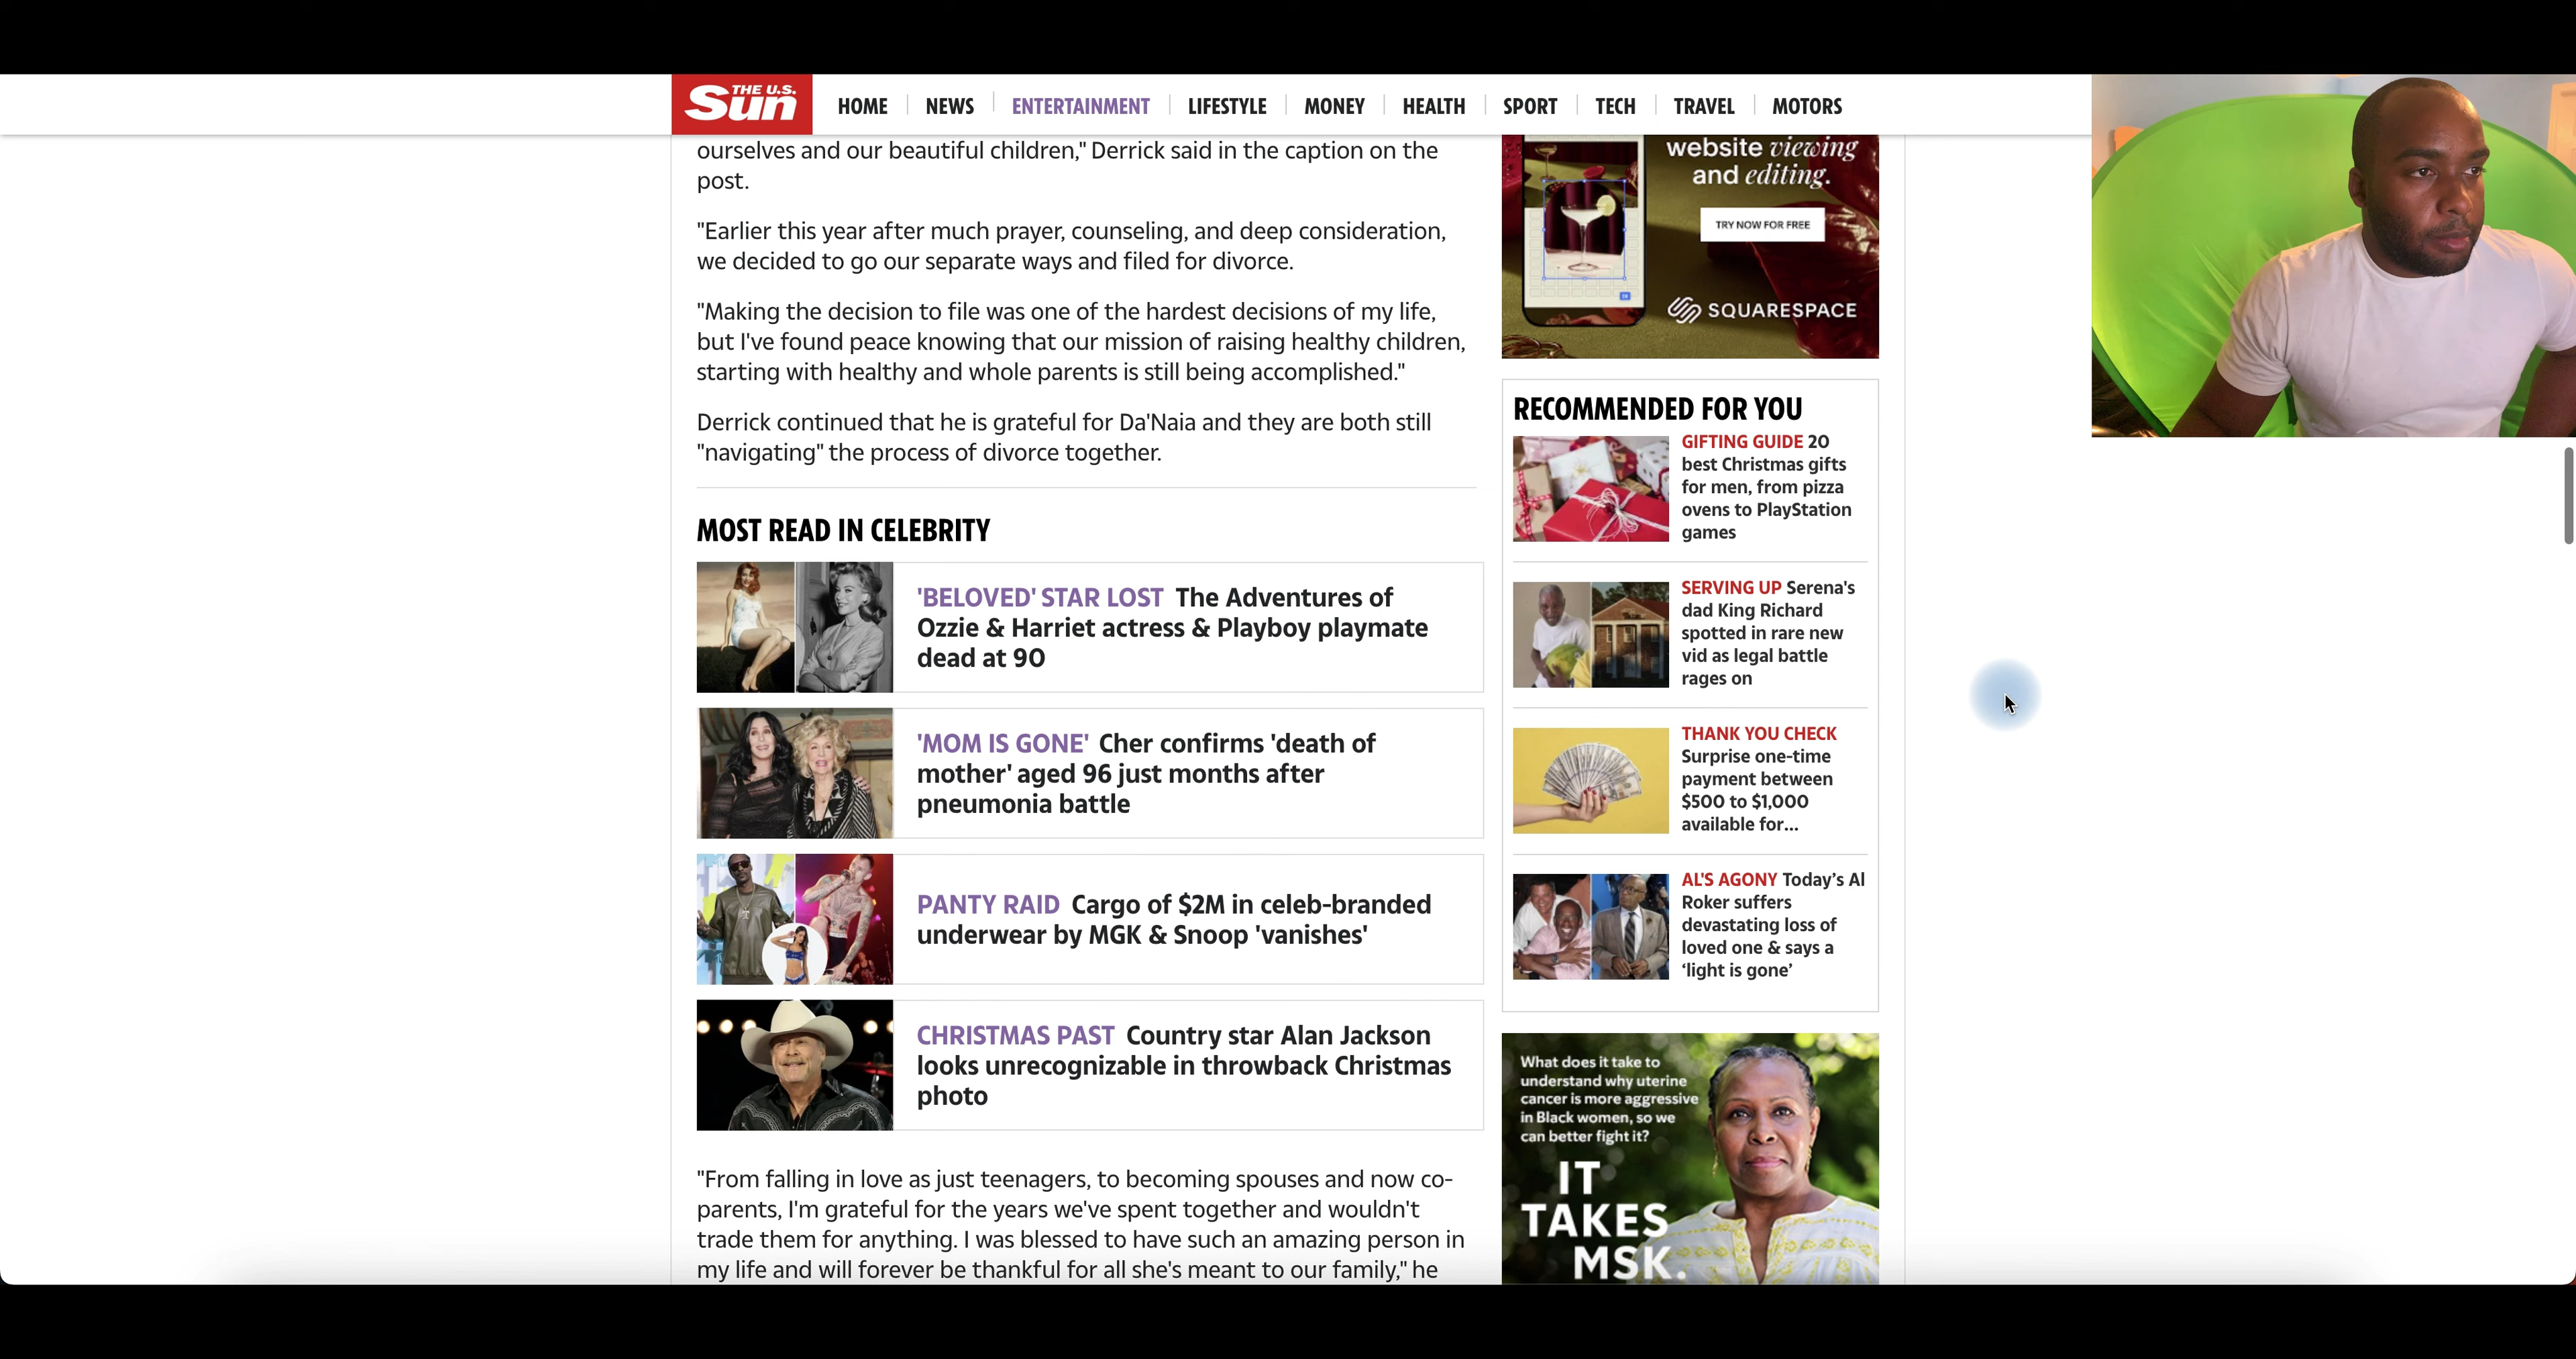 THE U.S.
Sun
HOME
NEWS
ENTERTAINMENT
LIFESTYLE
MONEY
HEALTH
SPORT
TECH
TRAVEL
MOTORS
ourselves and our beautiful children," Derrick said in the caption on the
post.
"Earlier this year after much prayer, counseling, and deep consideration,
we decided to go our separate ways and filed for divorce.
"Making the decision to file was one of the hardest decisions of my life,
but I've found peace knowing that our mission of raising healthy children,
starting with healthy and whole parents is still being accomplished."
Derrick continued that he is grateful for Da'Naia and they are both still
"navigating" the process of divorce together.
MOST READ IN CELEBRITY
'BELOVED' STAR LOST The Adventures of
Ozzie & Harriet actress & Playboy playmate
dead at 90
'MOM IS GONE' Cher confirms 'death of
mother' aged 96 just months after
pneumonia battle
PANTY RAID Cargo of $2M in celeb-branded
underwear by MGK & Snoop 'vanishes'
CHRISTMAS PAST Country star Alan Jackson
looks unrecognizable in throwback Christmas
photo
"From falling in love as just teenagers, to becoming spouses and now co-
parents, I'm grateful for the years we've spent together and wouldn't
trade them for anything. I was blessed to have such an amazing person in
my life and will forever be thankful for all she's meant to our family," he
website viewing
and editing.
TRY NOW FOR FREE
SQUARESPACE
RECOMMENDED FOR YOU
GIFTING GUIDE 20
best Christmas gifts
for men, from pizza
ovens to PlayStation
games
SERVING UP Serena's
dad King Richard
spotted in rare new
vid as legal battle
rages on
THANK YOU CHECK
Surprise one-time
payment between
$500 to $1,000
available for...
AL'S AGONY Today's Al
Roker suffers
devastating loss of
loved one & says a
‘light is gone’
What does it take to
understand why uterine
cancer is more aggressive
in Black women, so we
can better fight it?
IT
TAKES
MSK.